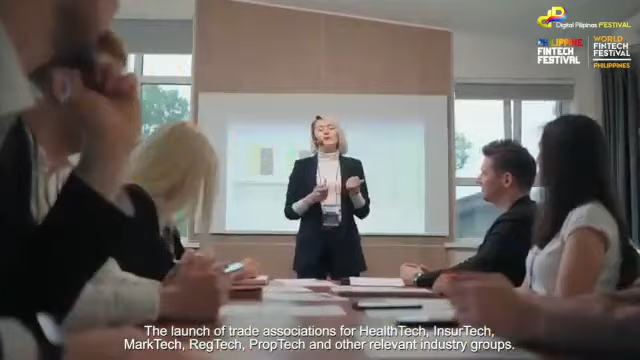 Digital Pilipinas FESTIVAL
PHILIPPINE
FINTECH
FESTIVAL
WORLD
FINTECH
FESTIVAL
PHILIPPINES
The launch of trade associations for HealthTech, InsurTech,
MarkTech, RegTech, PropTech and other relevant industry groups.